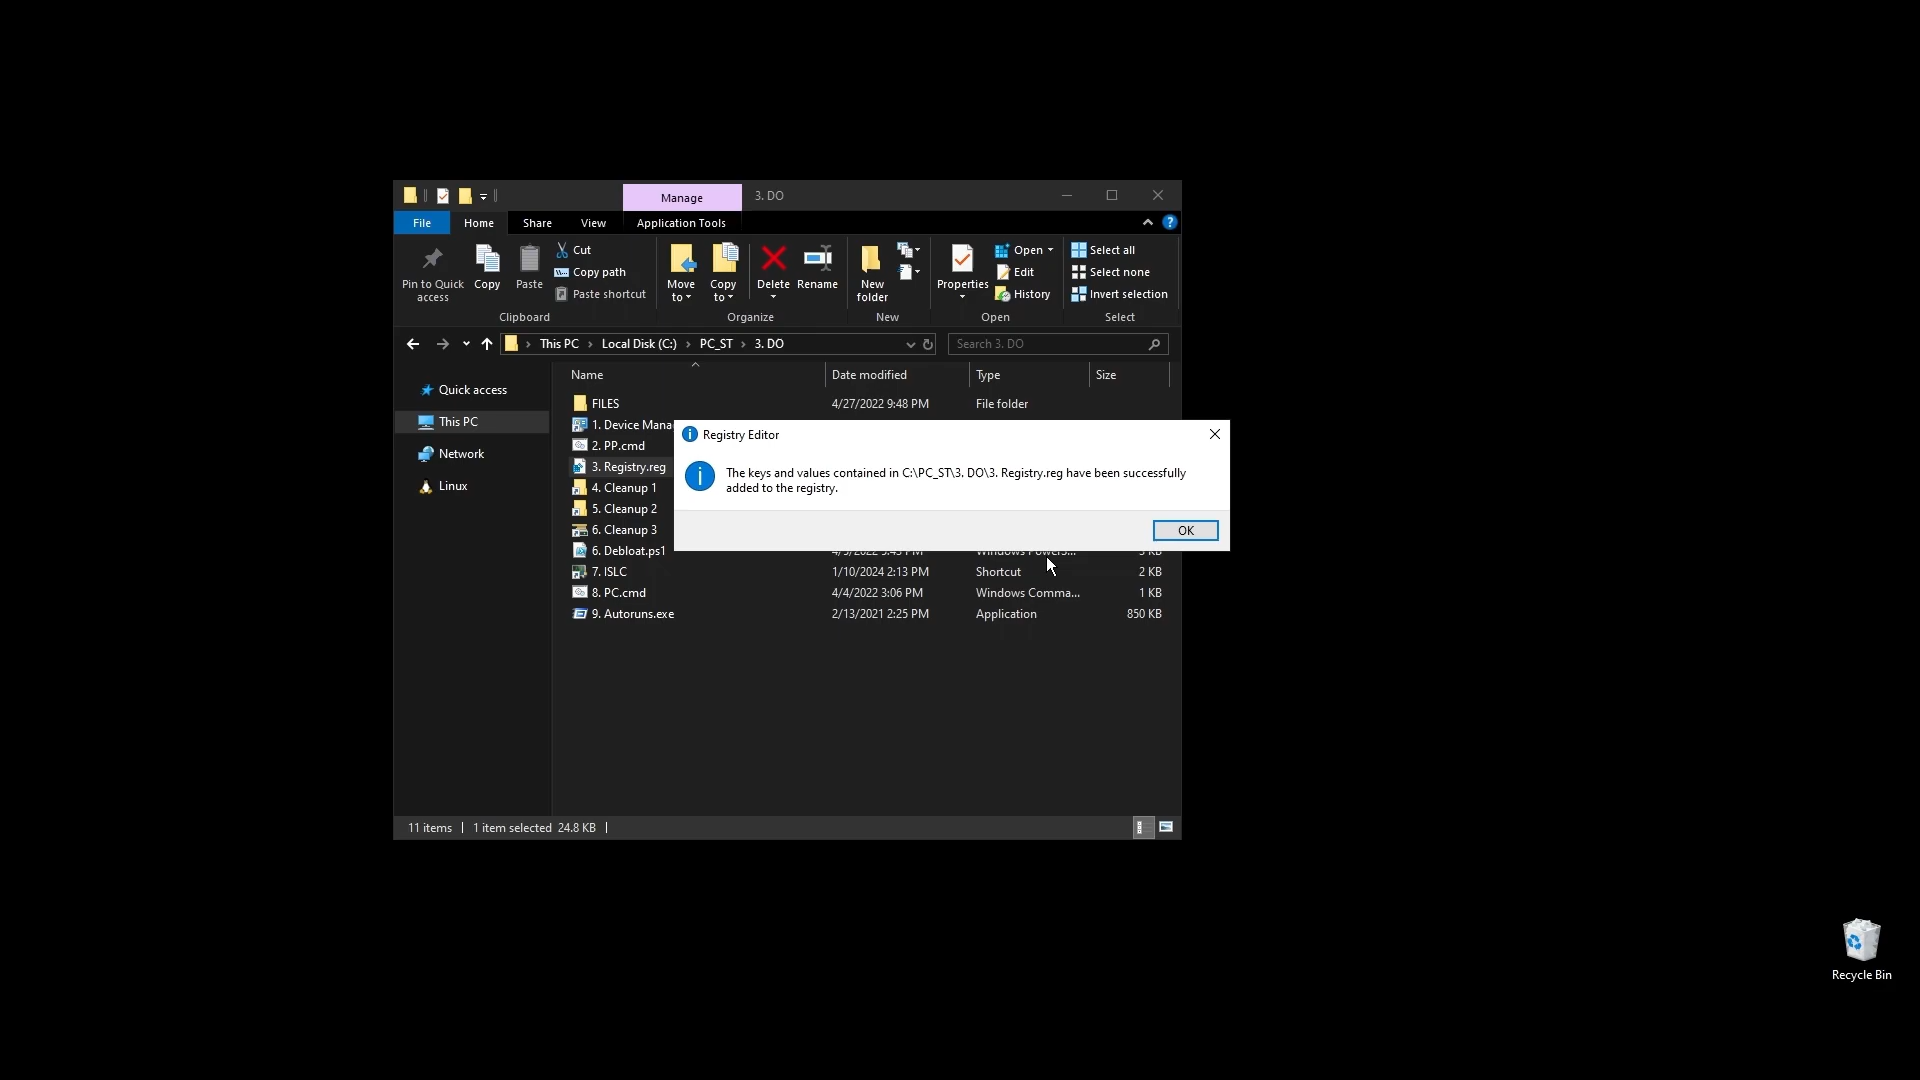 Manage
3. DO
File
Home
Share
View
Application Tools
Pin to Quick
access
Copy
Paste
Cut
Copy path
Paste shortcut
Clipboard
Move
to
Copy
to
Delete
Rename
Organize
New
folder
New
Properties
Open
Edit
History
Open
Select all
Select none
Invert selection
Select
This PC
Local Disk (C:)
PC_ST
3. DO
Search 3. DO
Quick access
This PC
Network
Linux
Name
Date modified
Type
Size
FILES
4/27/2022 9:48 PM
File folder
1. Device Mana
2. PP.cmd
3. Registry.reg
4. Cleanup 1
5. Cleanup 2
6. Cleanup 3
6. Debloat.ps1
7. ISLC
1/10/2024 2:13 PM
Shortcut
2 KB
8. PC.cmd
4/4/2022 3:06 PM
Windows Comma...
1 KB
9. Autoruns.exe
2/13/2021 2:25 PM
Application
850 KB
Registry Editor
The keys and values contained in C:\PC_ST\3. DO\3. Registry.reg have been successfully
added to the registry.
OK
11 items
1 item selected 24.8 KB
Recycle Bin